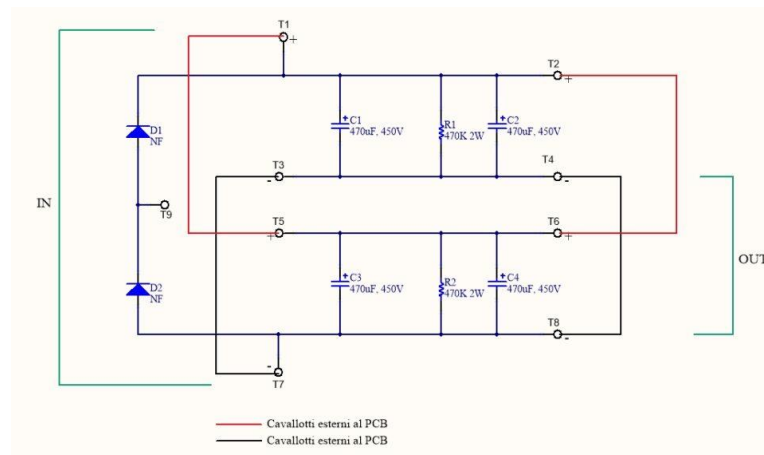 T1
+
T2
+
D1
NF
+
C1
470uF, 450V
R1
470K 2W
+
C2
470uF, 450V
T3
-
T4
-
IN
T9
T5
+
T6
+
OUT
D2
NF
+
C3
470uF, 450V
R2
470K 2W
+
C4
470uF, 450V
T8
-
-
T7
Cavallotti esterni al PCB
Cavallotti esterni al PCB